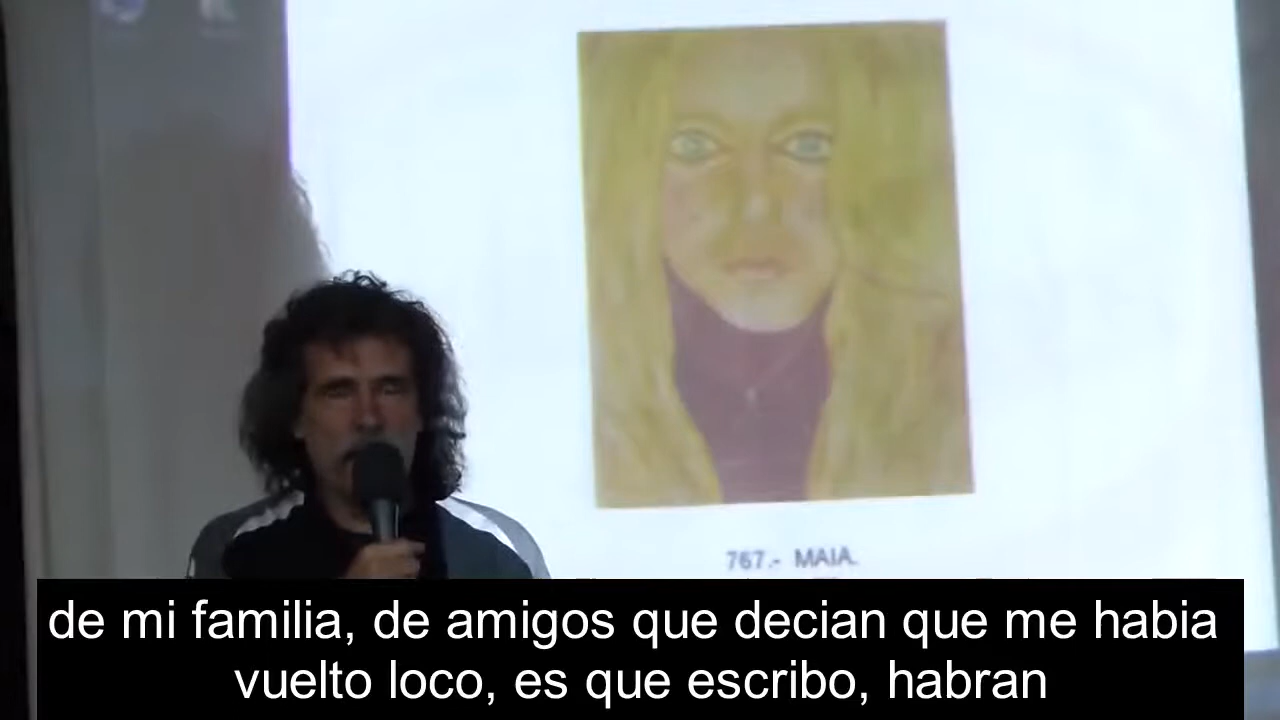 767.- MAIA.
de mi familia, de amigos que decian que me habia
vuelto loco, es que escribo, habran